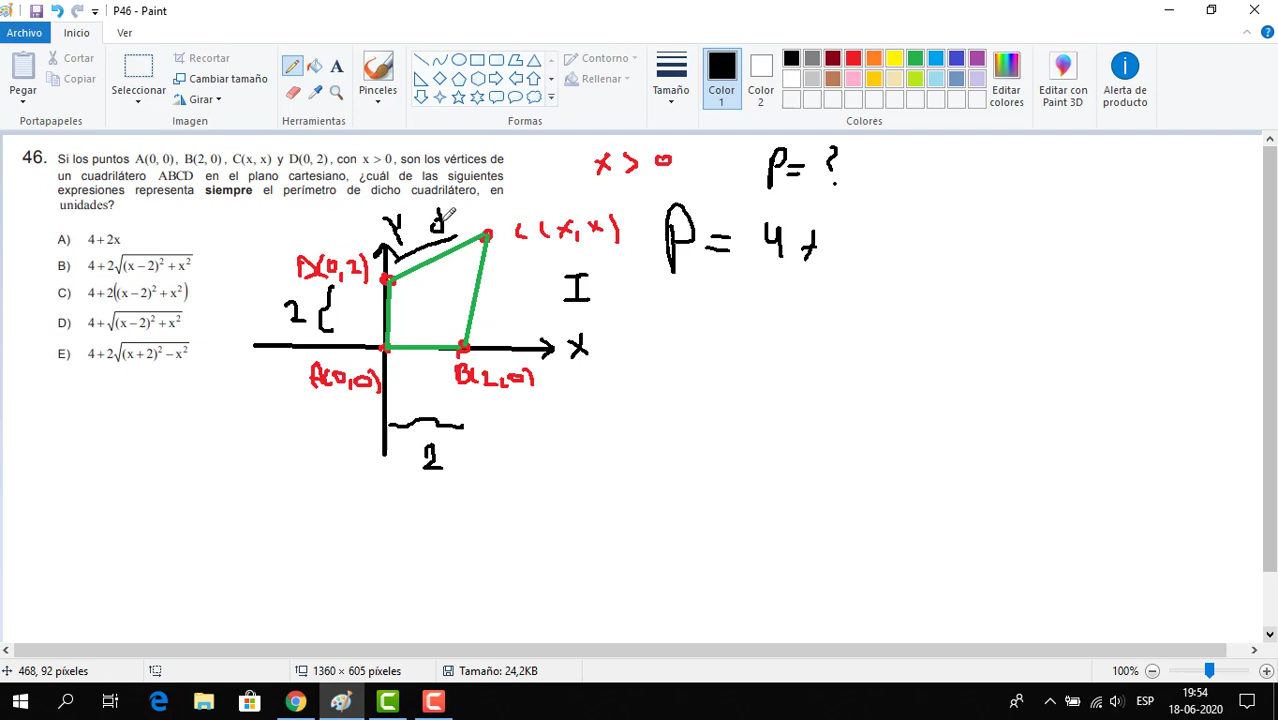 P46 - Paint
Archivo Inicio Ver
Pegar
Cortar
Copiar
Portapapeles
Seleccionar
Recortar
Cambiar tamaño
Girar
Imagen
A
Herramientas
Pinceles
Contorno
Rellenar
Formas
Tamaño
Color 1
Color 2
Editar colores
Colores
Editar con Paint 3D
Alerta de producto
46. Si los puntos A(0, 0), B(2, 0), C(x, x) y D(0, 2), con x > 0, son los vértices de
un cuadrilátero ABCD en el plano cartesiano, ¿cuál de las siguientes
expresiones representa siempre el perímetro de dicho cuadrilátero, en
unidades?
A) 4 + 2x
B) 4 + 2√((x – 2)² + x²)
C) 4 + 2((x – 2)² + x²)
D) 4 + √((x – 2)² + x²)
E) 4 + 2√((x + 2)² – x²)
x > 0
P = ?
P = 4 +
Y
d
C(x, x)
D(0,2)
2
I
X
A(0,0)
B(2,0)
2
468, 92 píxeles
1360 × 605 píxeles
Tamaño: 24,2KB
100%
ESP
19:54
18-06-2020